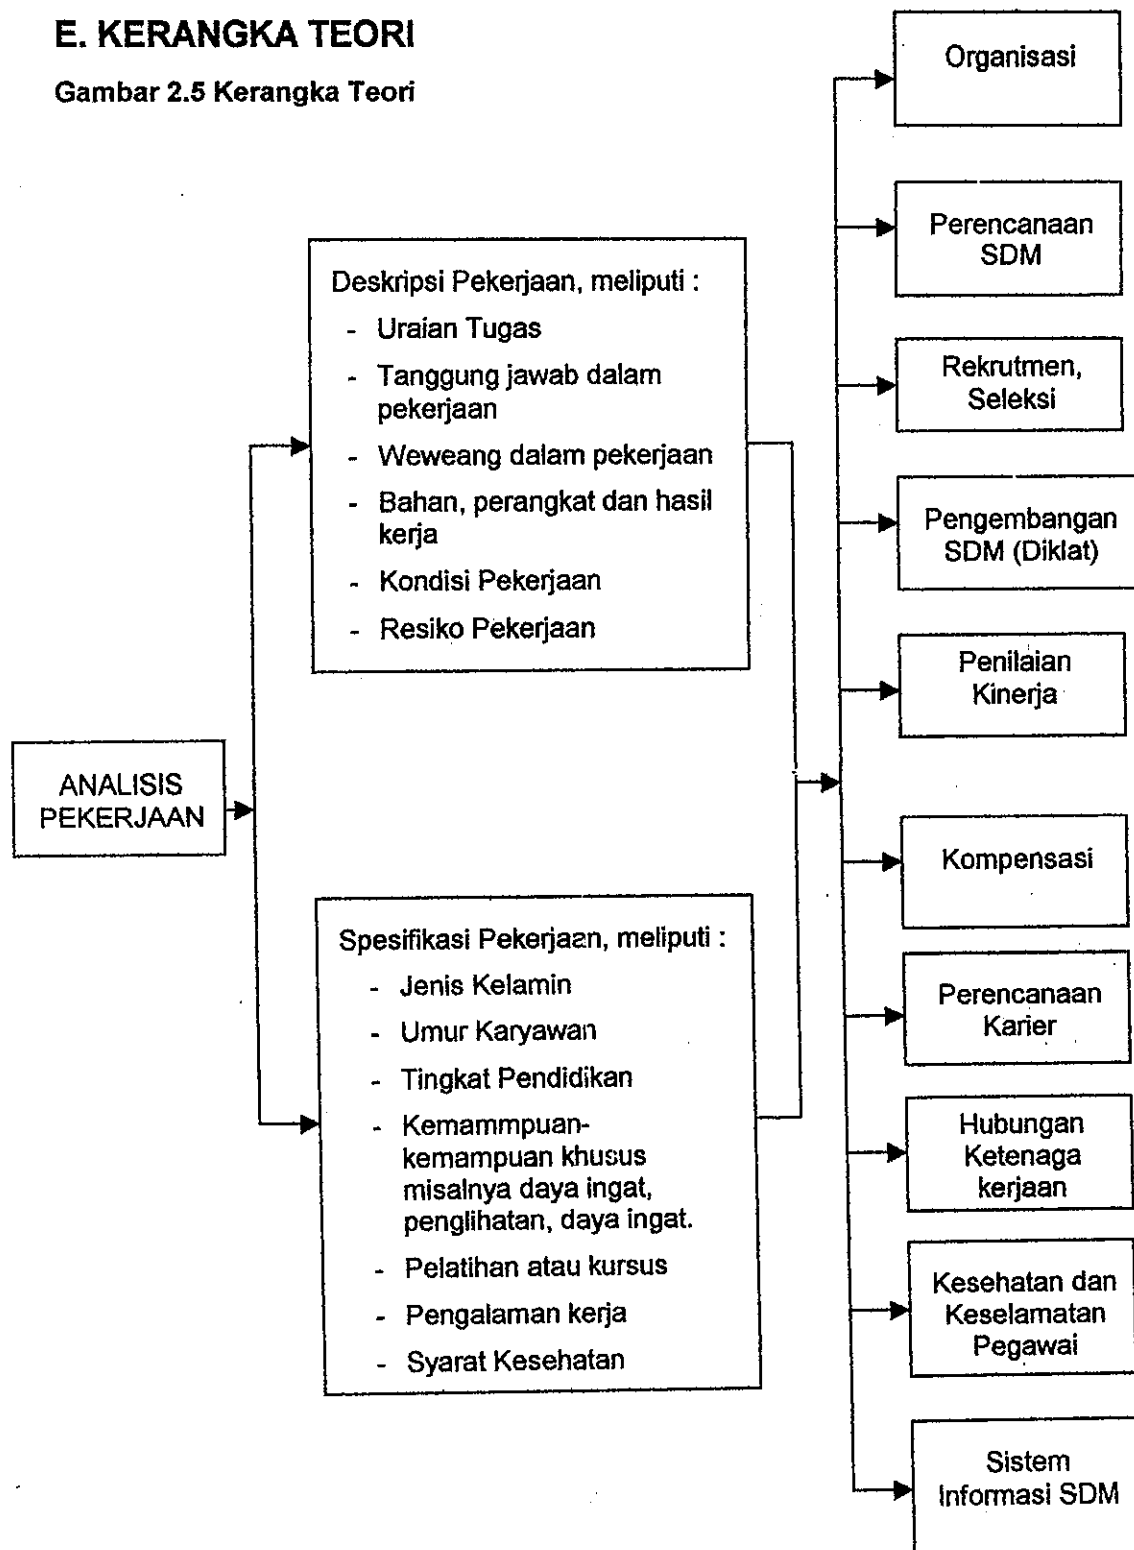 E. KERANGKA TEORI
Gambar 2.5 Kerangka Teori
ANALISIS
PEKERJAAN
Deskripsi Pekerjaan, meliputi :
- Uraian Tugas
- Tanggung jawab dalam
pekerjaan
- Weweang dalam pekerjaan
- Bahan, perangkat dan hasil
kerja
- Kondisi Pekerjaan
- Resiko Pekerjaan
Spesifikasi Pekerjaan, meliputi :
- Jenis Kelamin
- Umur Karyawan
- Tingkat Pendidikan
- Kemammpuan-
kemampuan khusus
misalnya daya ingat,
penglihatan, daya ingat.
- Pelatihan atau kursus
- Pengalaman kerja
- Syarat Kesehatan
Organisasi
Perencanaan
SDM
Rekrutmen,
Seleksi
Pengembangan
SDM (Diklat)
Penilaian
Kinerja
Kompensasi
Perencanaan
Karier
Hubungan
Ketenaga
kerjaan
Kesehatan dan
Keselamatan
Pegawai
Sistem
Informasi SDM